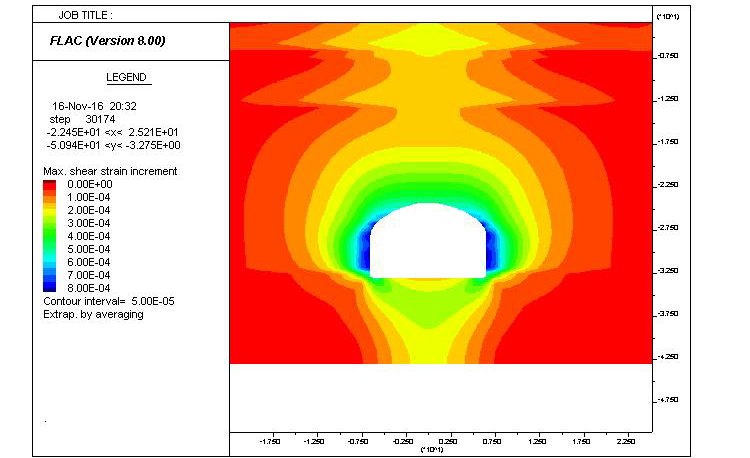 JOB TITLE :
FLAC (Version 8.00)
LEGEND
16-Nov-16 20:32
step 30174
-2.245E+01 <x< 2.521E+01
-5.094E+01 <y< -3.275E+00
Max. shear strain increment
0.00E+00
1.00E-04
2.00E-04
3.00E-04
4.00E-04
5.00E-04
6.00E-04
7.00E-04
8.00E-04
Contour interval= 5.00E-05
Extrap. by averaging
(*10^1)
-0.750
-1.250
-1.750
-2.250
-2.750
-3.250
-3.750
-4.250
-4.750
-1.750 -1.250 -0.750 -0.250 0.250 0.750 1.250 1.750 2.250
(*10^1)